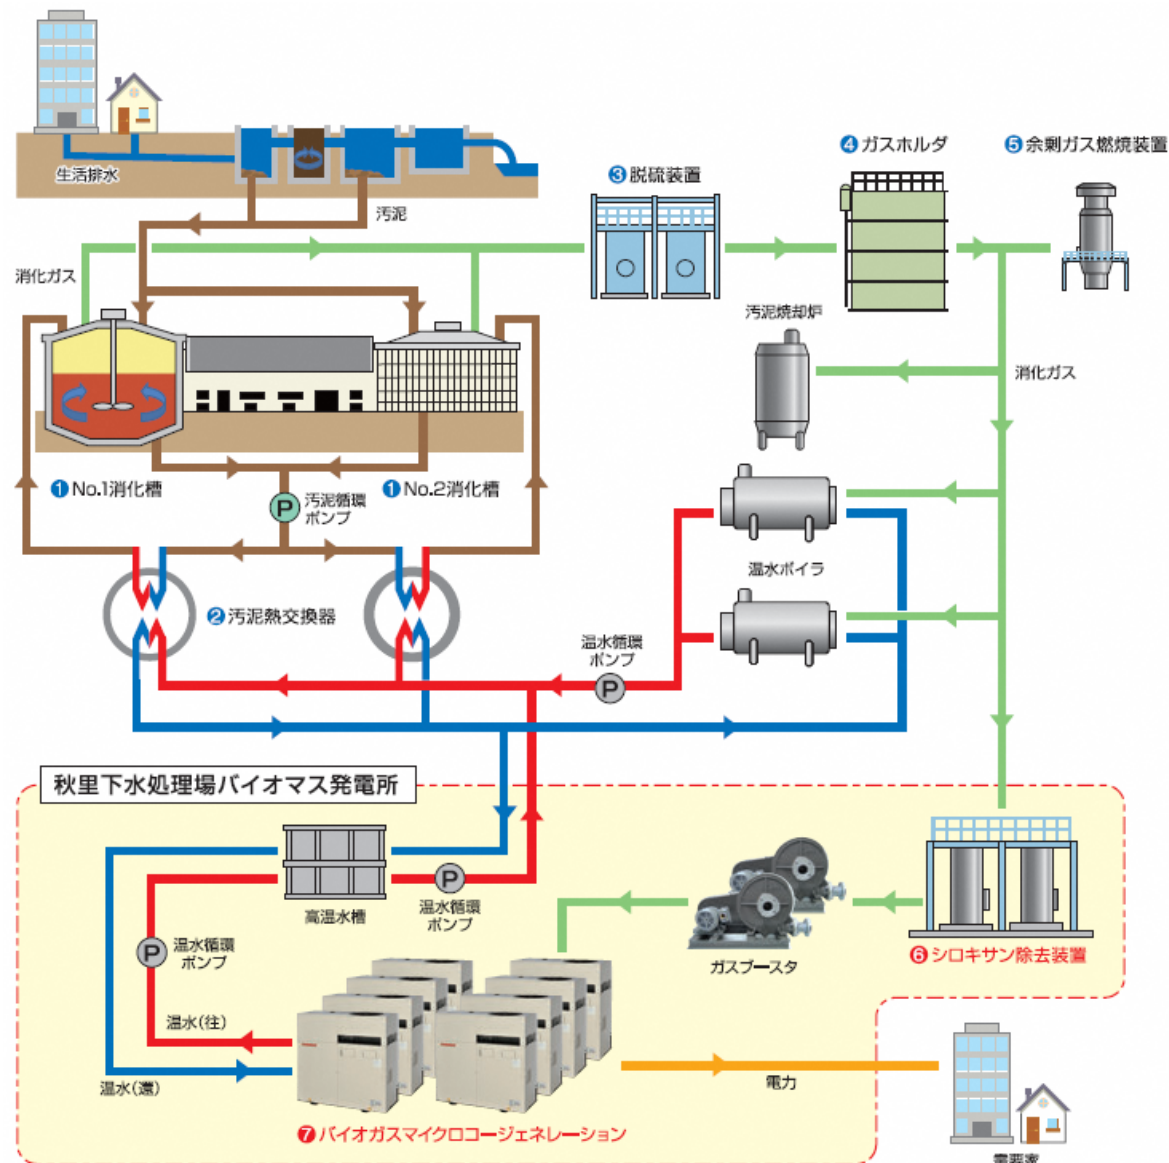 生活排水
汚泥
消化ガス
❸脱硫装置
❹ガスホルダ
❺余剰ガス燃焼装置
汚泥焼却炉
消化ガス
❶No.1消化槽
❶No.2消化槽
P
汚泥循環
ポンプ
❷汚泥熱交換器
温水ボイラ
温水循環
ポンプ
P
秋里下水処理場バイオマス発電所
高温水槽
P
温水循環
ポンプ
P
温水循環
ポンプ
温水(往)
温水(還)
ガスブースタ
❻シロキサン除去装置
❼バイオガスマイクロコージェネレーション
電力
需要家